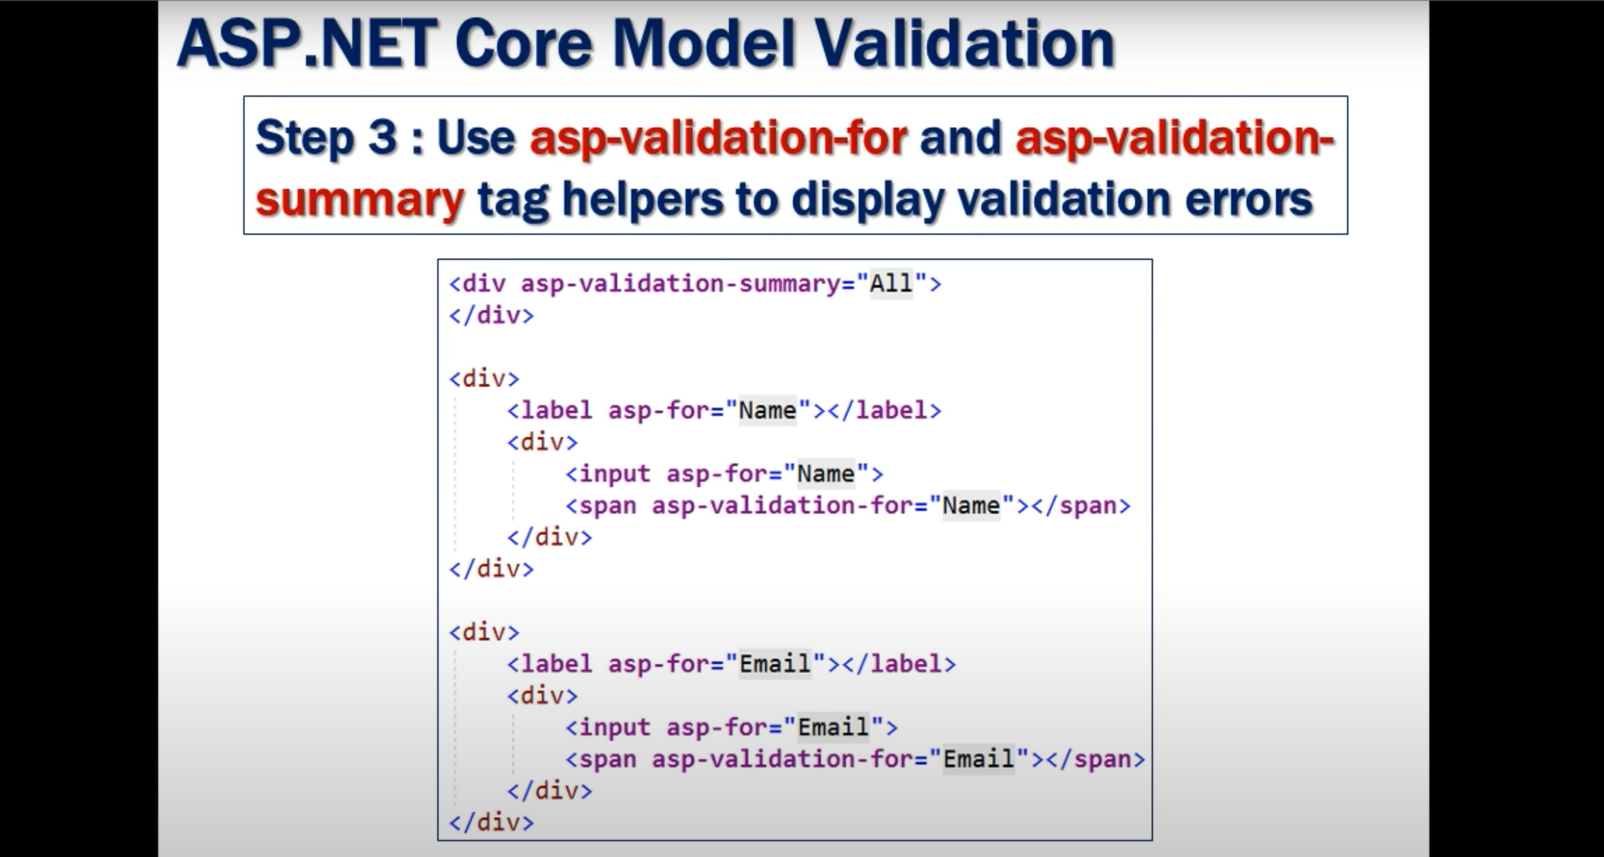 ASP.NET Core Model Validation
Step 3 : Use asp-validation-for and asp-validation-
summary tag helpers to display validation errors
<div asp-validation-summary="All">
</div>
<div>
<label asp-for="Name"></label>
<div>
<input asp-for="Name">
<span asp-validation-for="Name"></span>
</div>
</div>
<div>
<label asp-for="Email"></label>
<div>
<input asp-for="Email">
<span asp-validation-for="Email"></span>
</div>
</div>